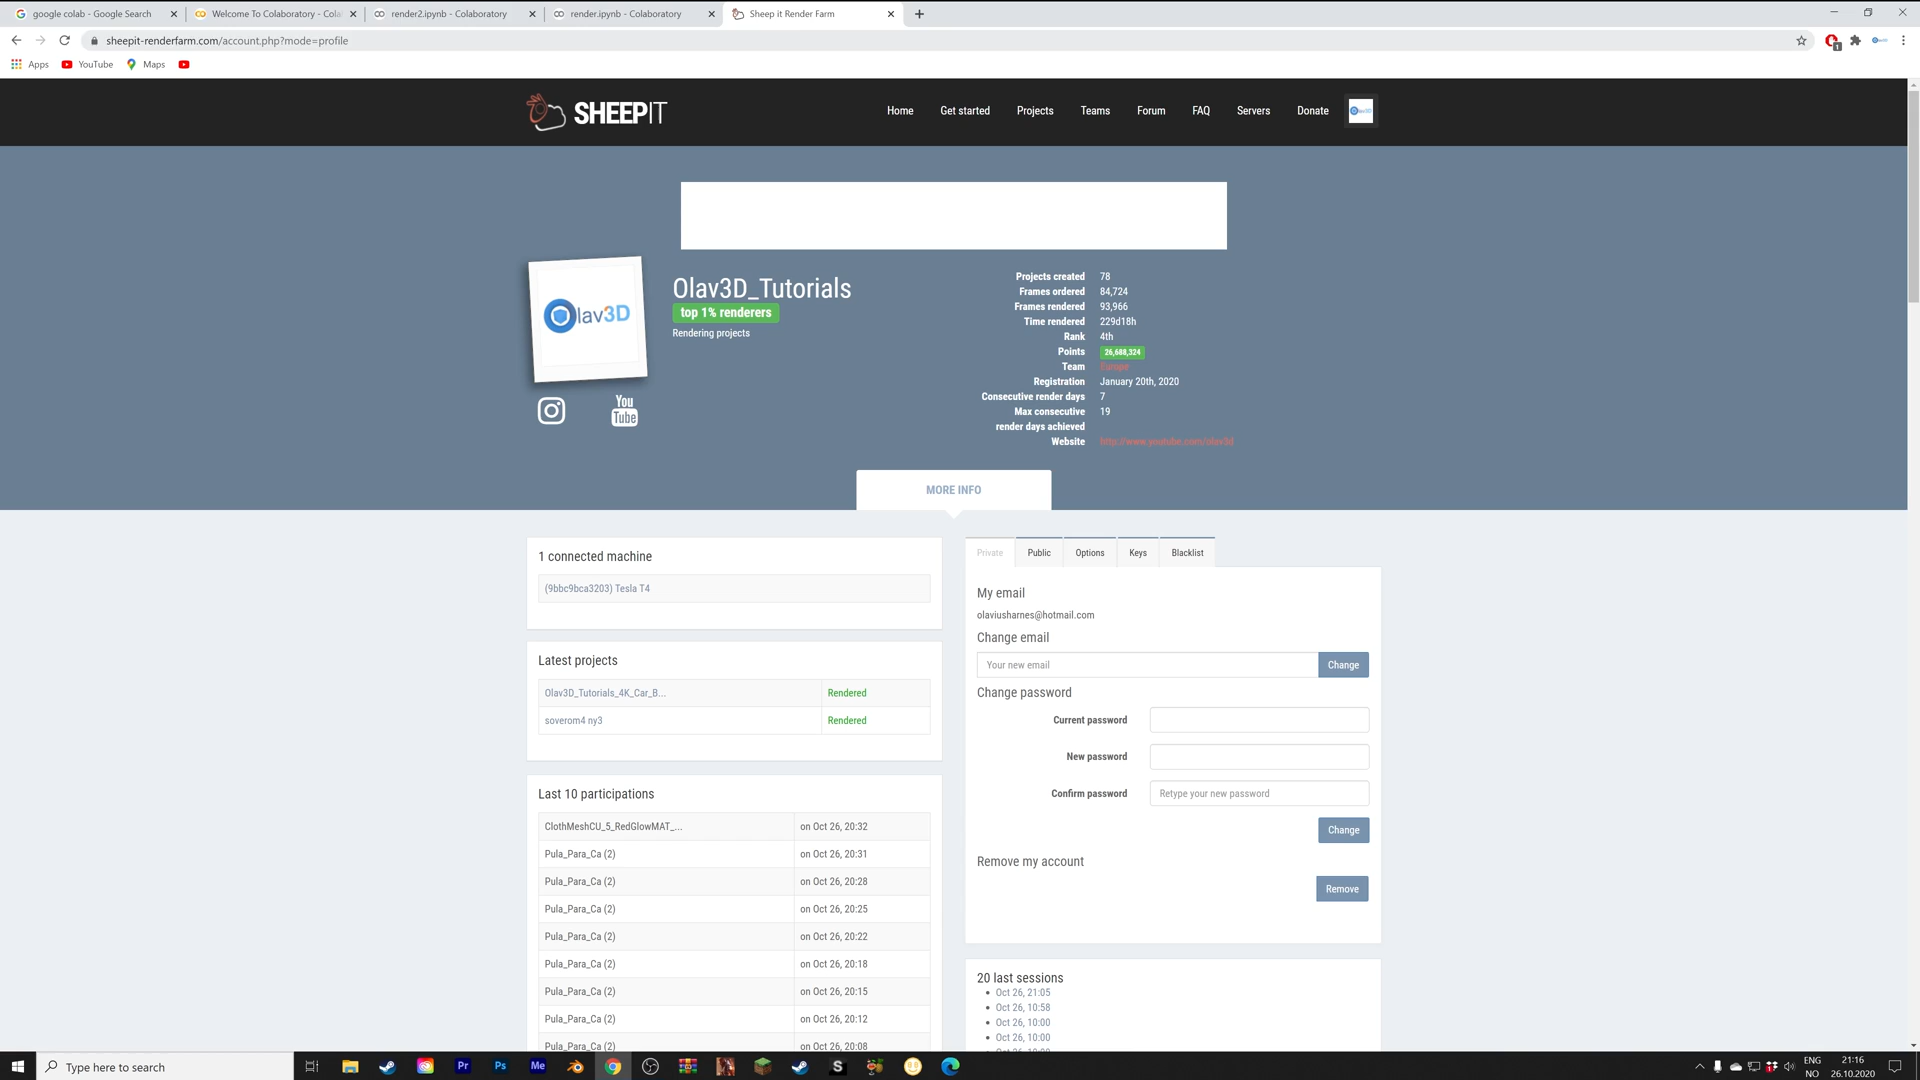 google colab - Google Search
Welcome To Colaboratory - Cola
render2.ipynb - Colaboratory
render.ipynb - Colaboratory
Sheep it Render Farm
sheepit-renderfarm.com/account.php?mode=profile
Apps
YouTube
Maps
SHEEPIT
Home
Get started
Projects
Teams
Forum
FAQ
Servers
Donate
Olav3D
Olav3D_Tutorials
top 1% renderers
Rendering projects
You
Tube
Projects created 78
Frames ordered 84,724
Frames rendered 93,966
Time rendered 229d18h
Rank 4th
Points 26,688,324
Team Europe
Registration January 20th, 2020
Consecutive render days 7
Max consecutive 19
render days achieved
Website http://www.youtube.com/olav3d
MORE INFO
1 connected machine
(9bbc9bca3203) Tesla T4
Latest projects
Olav3D_Tutorials_4K_Car_B... Rendered
soverom4 ny3 Rendered
Last 10 participations
ClothMeshCU_5_RedGlowMAT_... on Oct 26, 20:32
Pula_Para_Ca (2) on Oct 26, 20:31
Pula_Para_Ca (2) on Oct 26, 20:28
Pula_Para_Ca (2) on Oct 26, 20:25
Pula_Para_Ca (2) on Oct 26, 20:22
Pula_Para_Ca (2) on Oct 26, 20:18
Pula_Para_Ca (2) on Oct 26, 20:15
Pula_Para_Ca (2) on Oct 26, 20:12
Pula_Para_Ca (2) on Oct 26, 20:08
Private
Public
Options
Keys
Blacklist
My email
olaviusharnes@hotmail.com
Change email
Your new email
Change
Change password
Current password
New password
Confirm password
Retype your new password
Change
Remove my account
Remove
20 last sessions
Oct 26, 21:05
Oct 26, 10:58
Oct 26, 10:00
Oct 26, 10:00
Type here to search
Pr
Ps
Me
S
ENG
NO
21:16
26.10.2020